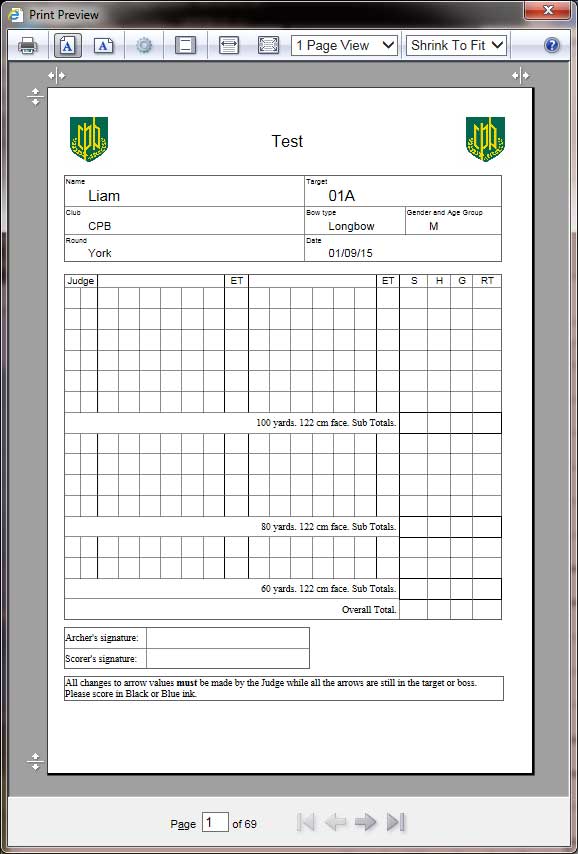 Print Preview
1 Page View Shrink To Fit
cpb Test cpb
Name Target
Liam 01A
Club Bow type Gender and Age Group
CPB Longbow M
Round Date
York 01/09/15
Judge ET ET S H G RT
100 yards. 122 cm face. Sub Totals.
80 yards. 122 cm face. Sub Totals.
60 yards. 122 cm face. Sub Totals.
Overall Total.
Archer's signature:
Scorer's signature:
All changes to arrow values must be made by the Judge while all the arrows are still in the target or boss.
Please score in Black or Blue ink.
Page 1 of 69